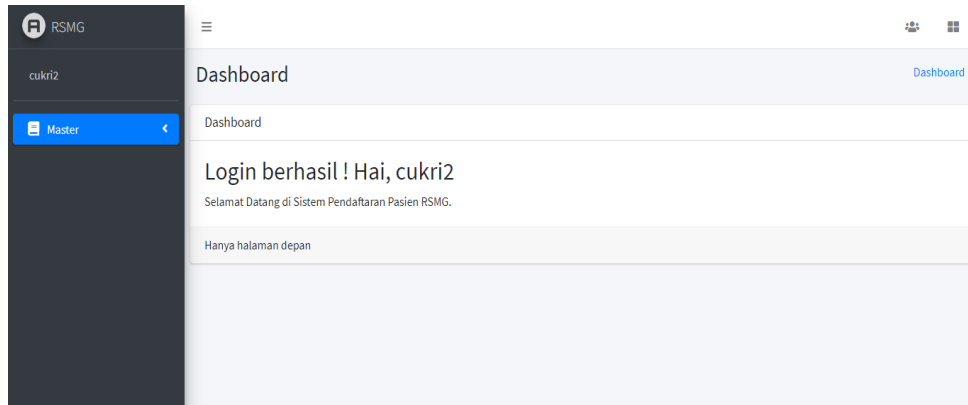 RSMG
cukri2
Master
Dashboard
Dashboard
Dashboard
Login berhasil ! Hai, cukri2
Selamat Datang di Sistem Pendaftaran Pasien RSMG.
Hanya halaman depan